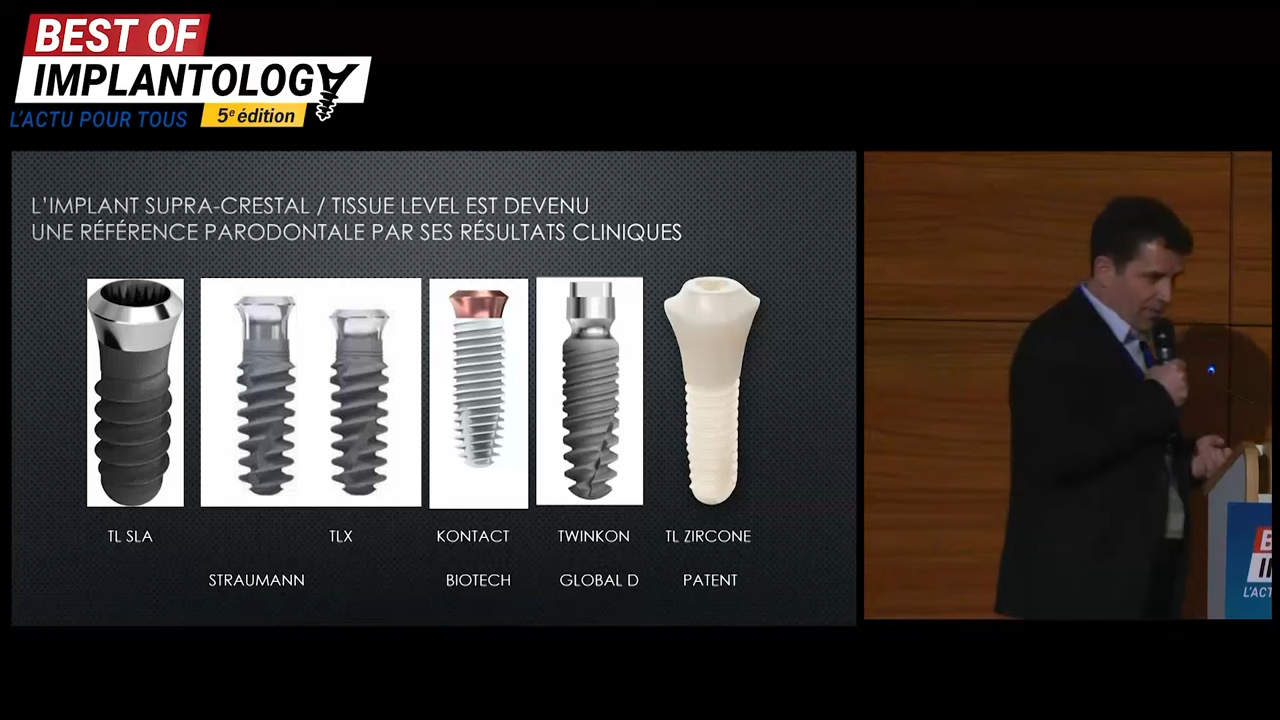 BEST OF
IMPLANTOLOGY
L'ACTU POUR TOUS
5e édition
L'IMPLANT SUPRA-CRESTAL / TISSUE LEVEL EST DEVENU
UNE RÉFÉRENCE PARODONTALE PAR SES RÉSULTATS CLINIQUES
TL SLA
TLX
KONTACT
TWINKON
TL ZIRCONE
STRAUMANN
BIOTECH
GLOBAL D
PATENT